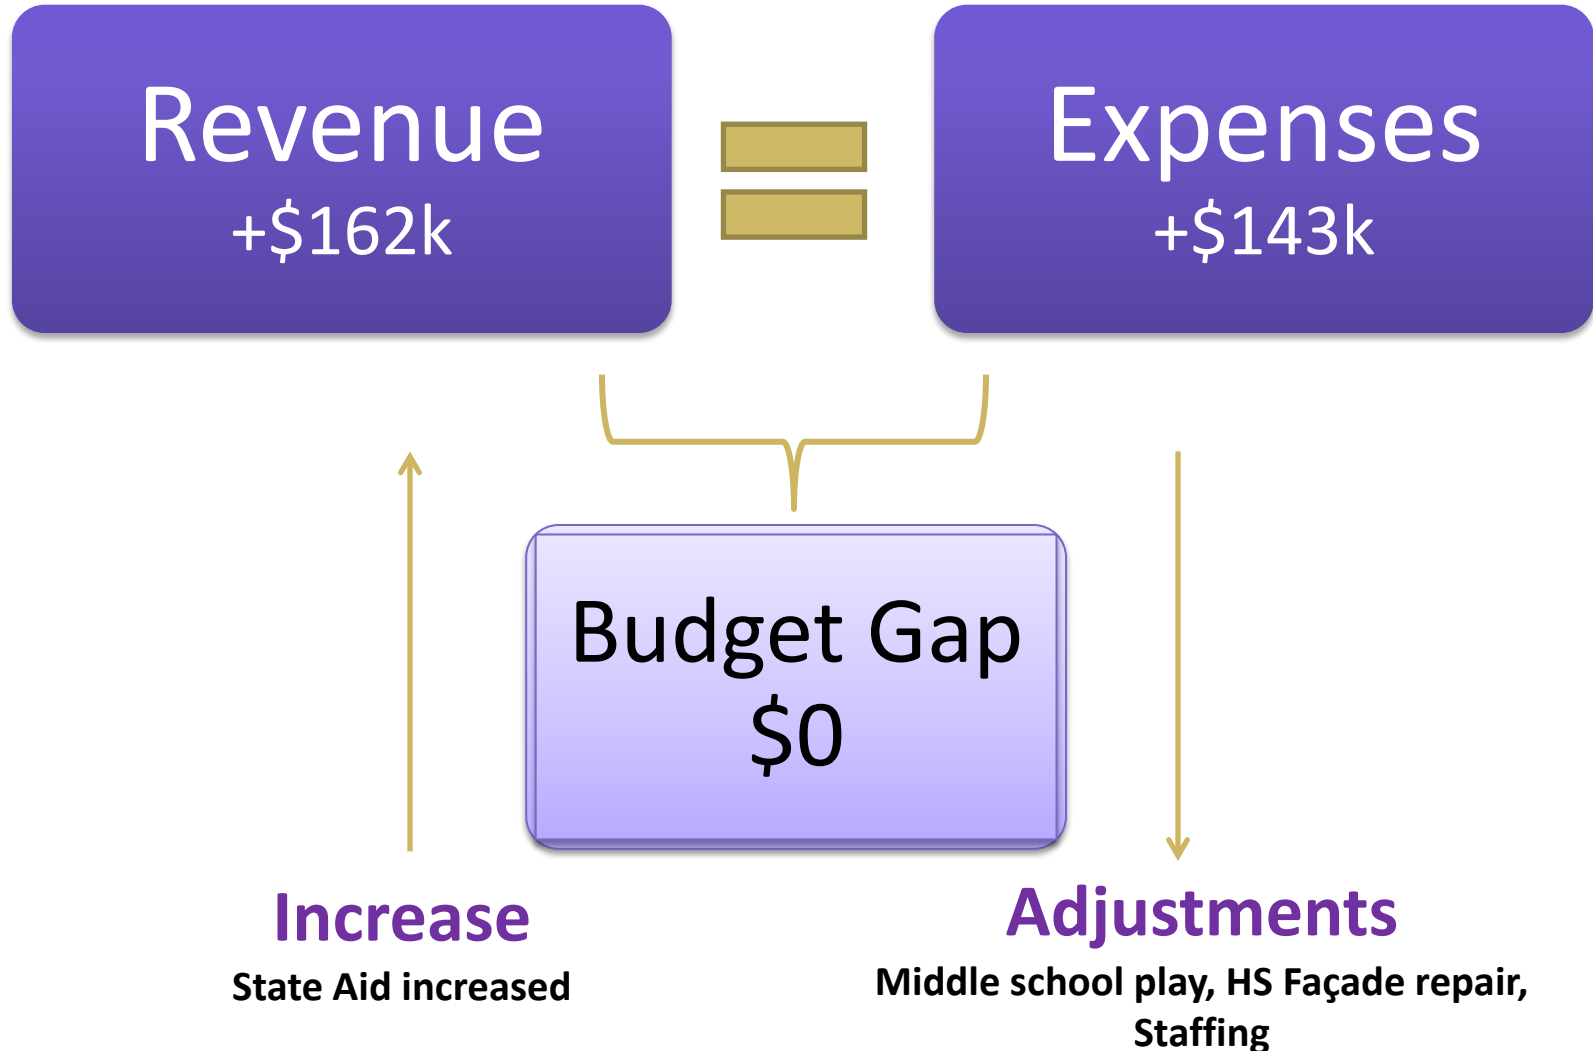 Revenue
+$162k
Expenses
+$143k
Budget Gap
$0
Increase
State Aid increased
Adjustments
Middle school play, HS Façade repair,
Staffing